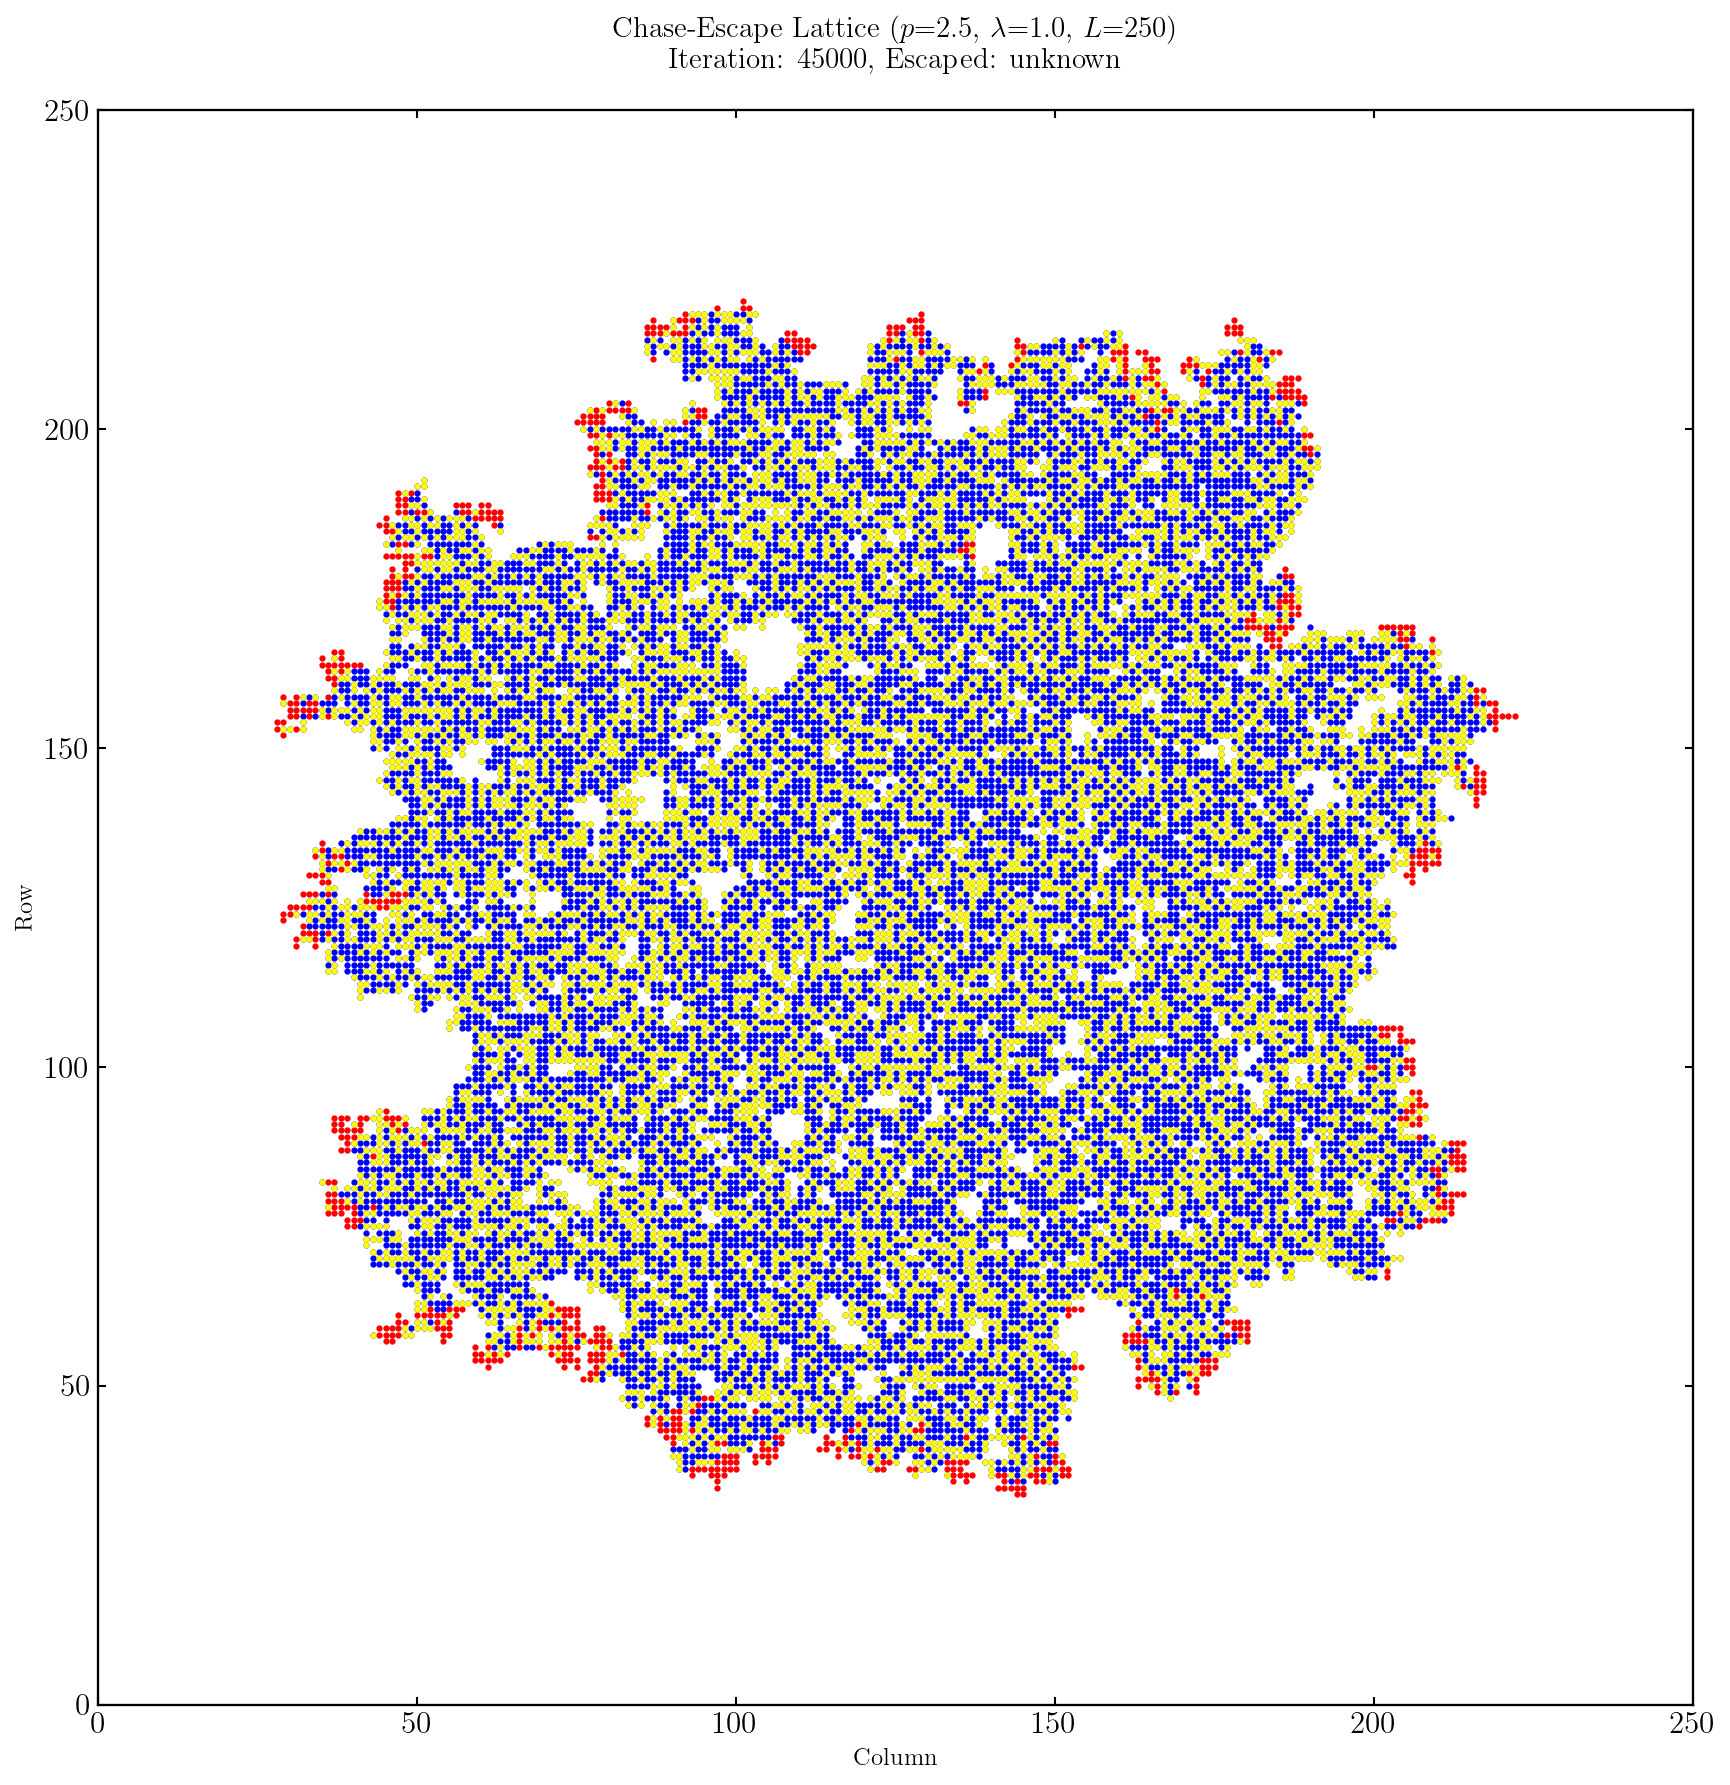 Chase-Escape Lattice (p=2.5, λ=1.0, L=250)
Iteration: 45000, Escaped: unknown
250
200
150
100
50
0
Row
0 50 100 150 200 250
Column